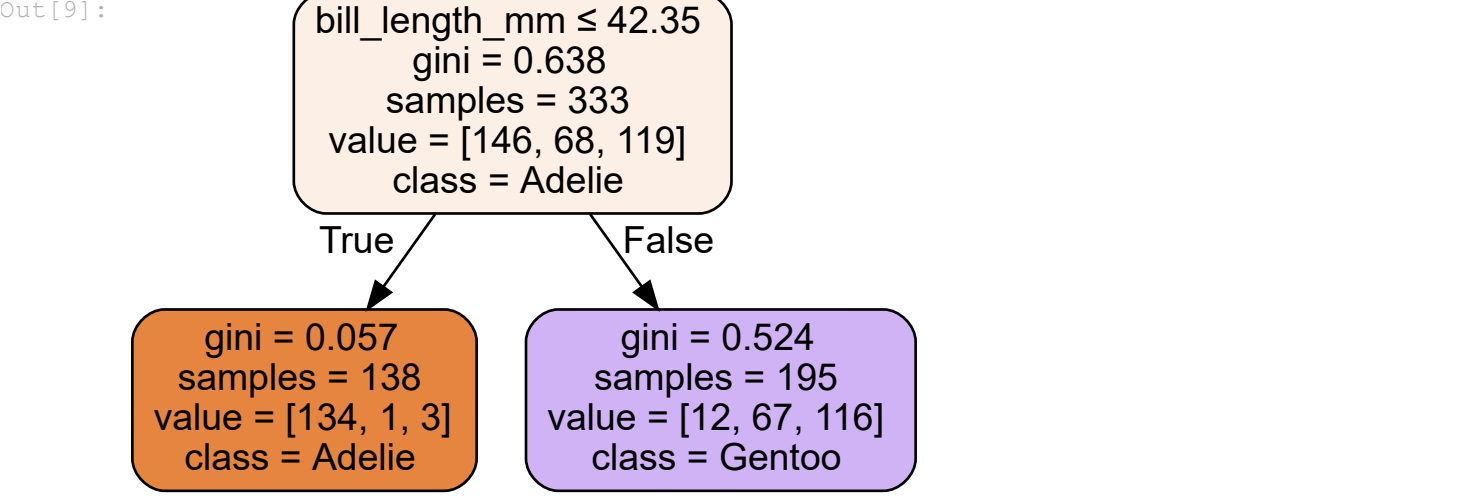 Out[9]:
bill_length_mm ≤ 42.35
gini = 0.638
samples = 333
value = [146, 68, 119]
class = Adelie
True
False
gini = 0.057
samples = 138
value = [134, 1, 3]
class = Adelie
gini = 0.524
samples = 195
value = [12, 67, 116]
class = Gentoo